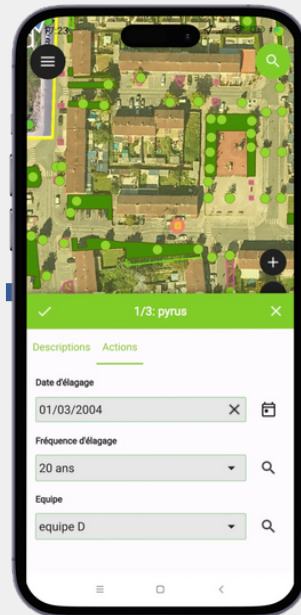 1/3: pyrus
Descriptions Actions
Date d'élagage
01/03/2004
Fréquence d'élagage
20 ans
Equipe
equipe D